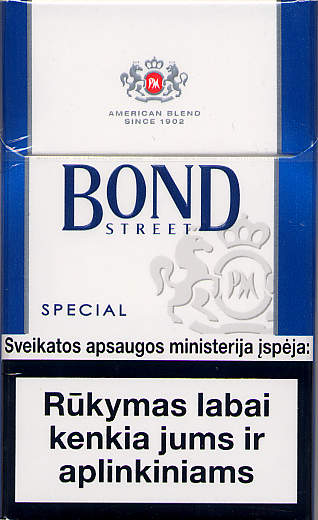 PM
AMERICAN BLEND
SINCE 1902
BOND
STREET
PM
SPECIAL
Sveikatos apsaugos ministerija įspėja:
Rūkymas labai
kenkia jums ir
aplinkiniams